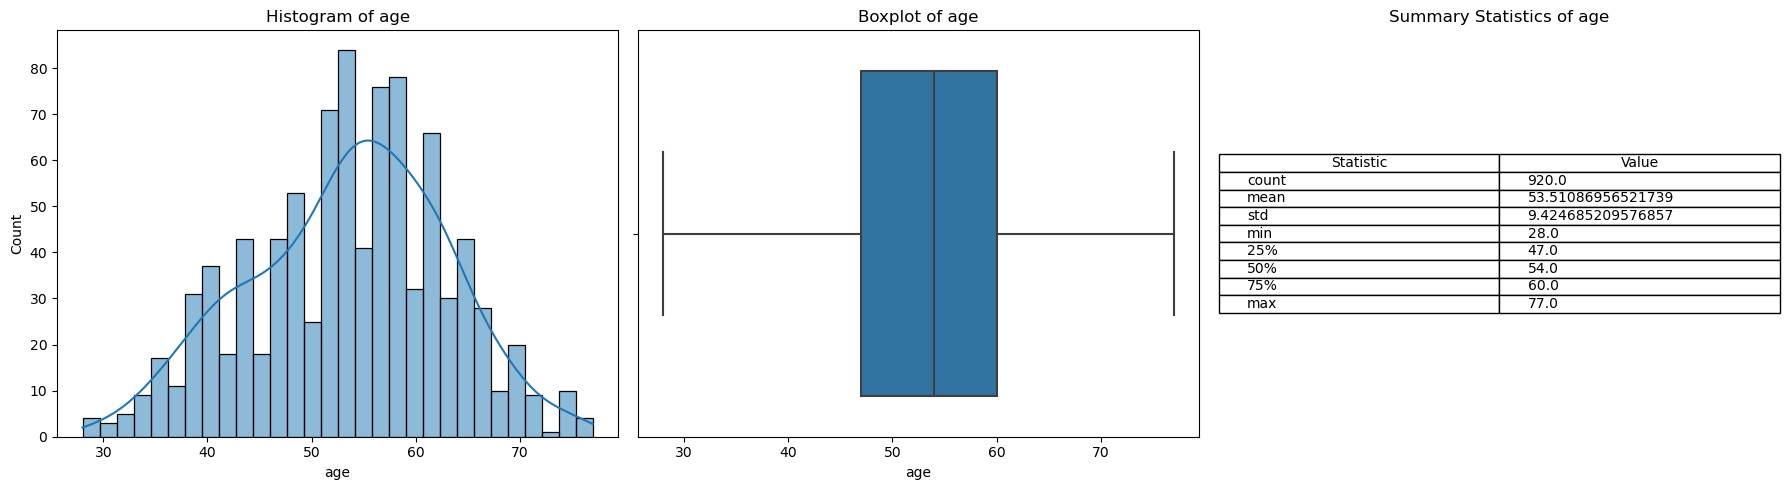 Histogram of age
Count
80
70
60
50
40
30
20
10
0
30 40 50 60 70
age
Boxplot of age
30 40 50 60 70
age
Summary Statistics of age
Statistic Value
count 920.0
mean 53.51086956521739
std 9.424685209576857
min 28.0
25% 47.0
50% 54.0
75% 60.0
max 77.0